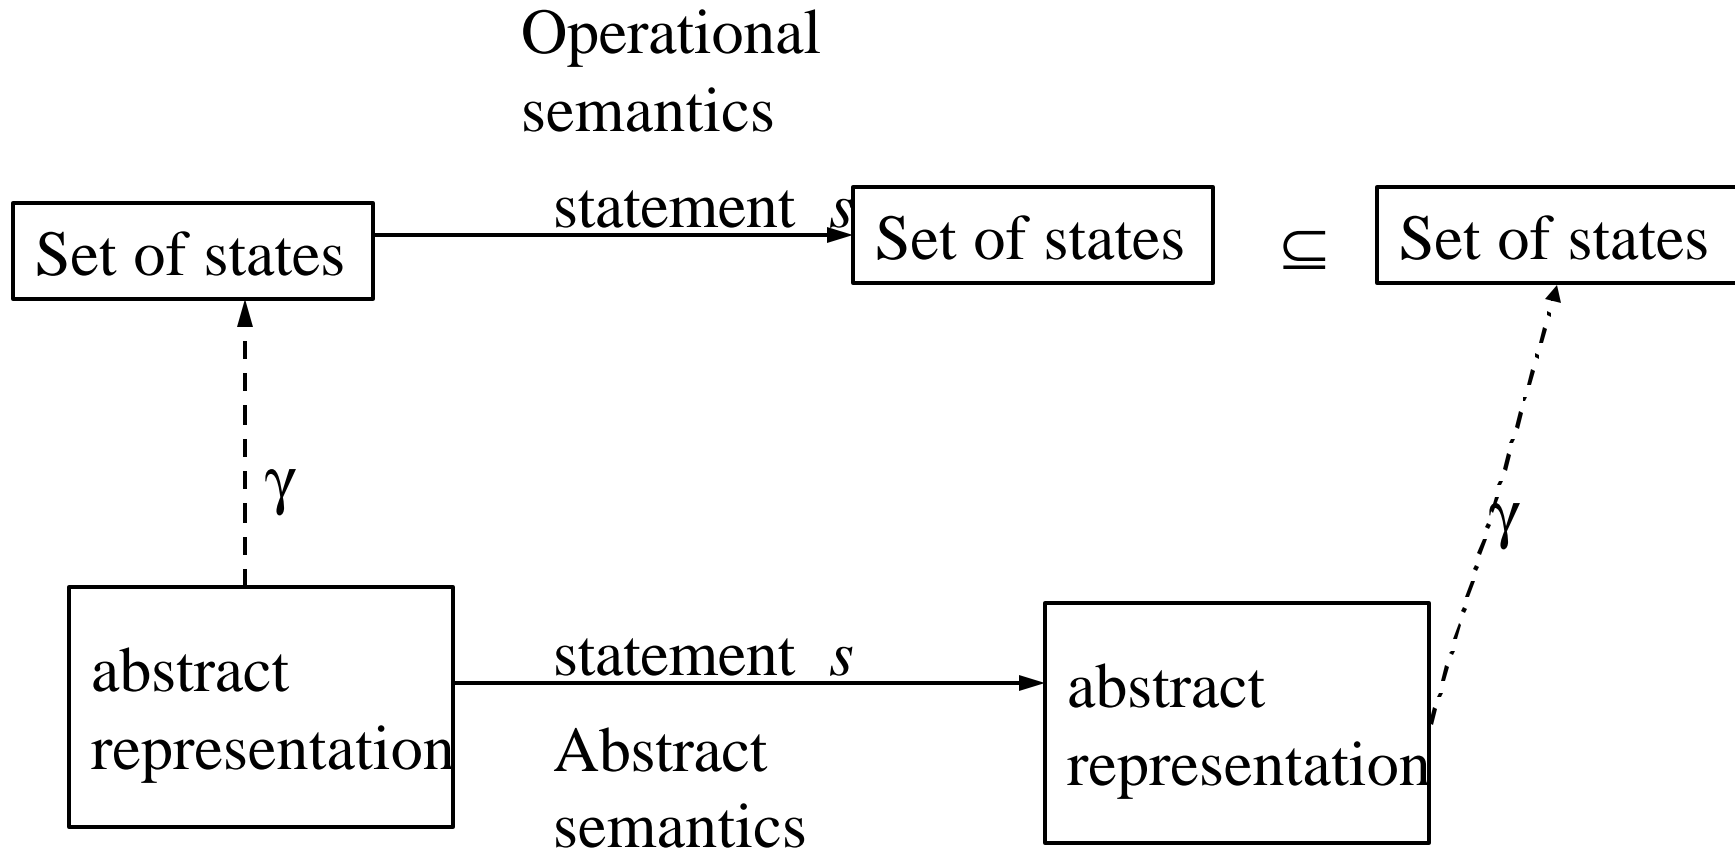 Operational
semantics
statement s
Set of states
Set of states
⊆
Set of states
γ
γ
abstract
representation
statement s
Abstract
semantics
abstract
representation